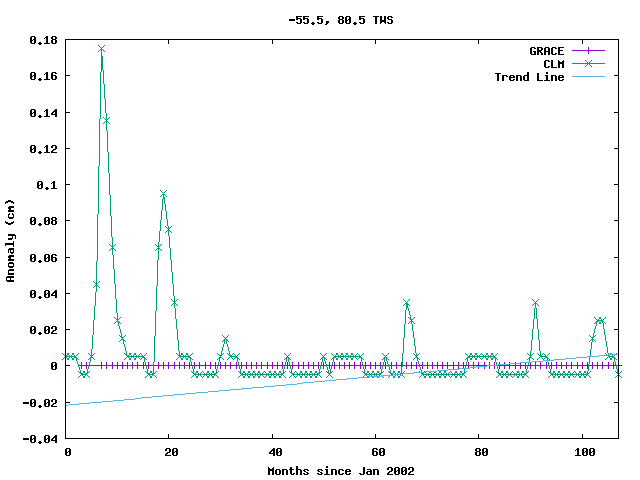 -55.5, 80.5 TWS
GRACE
CLM
Trend Line
0.18
0.16
0.14
0.12
0.1
0.08
0.06
0.04
0.02
0
-0.02
-0.04
Anomaly (cm)
0 20 40 60 80 100
Months since Jan 2002